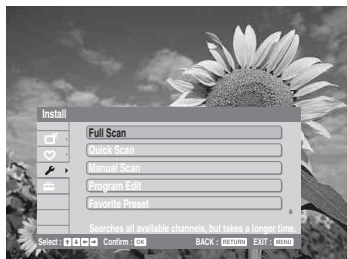 Install
Full Scan
Quick Scan
Manual Scan
Program Edit
Favorite Preset
Searches all available channels, but takes a longer time.
Select : Confirm : OK BACK : RETURN EXIT : MENU